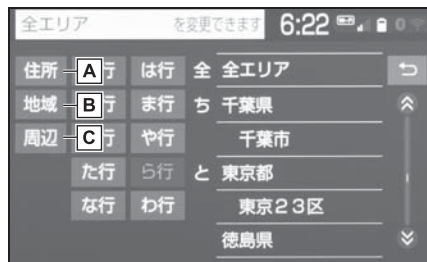 全エリア を変更できます 6:22
住所 A 行 は行 全 全エリア
地域 B 行 ま行 ち 千葉県
周辺 C 行 や行 千葉市
た行 ら行 と 東京都
な行 わ行 東京23区
徳島県